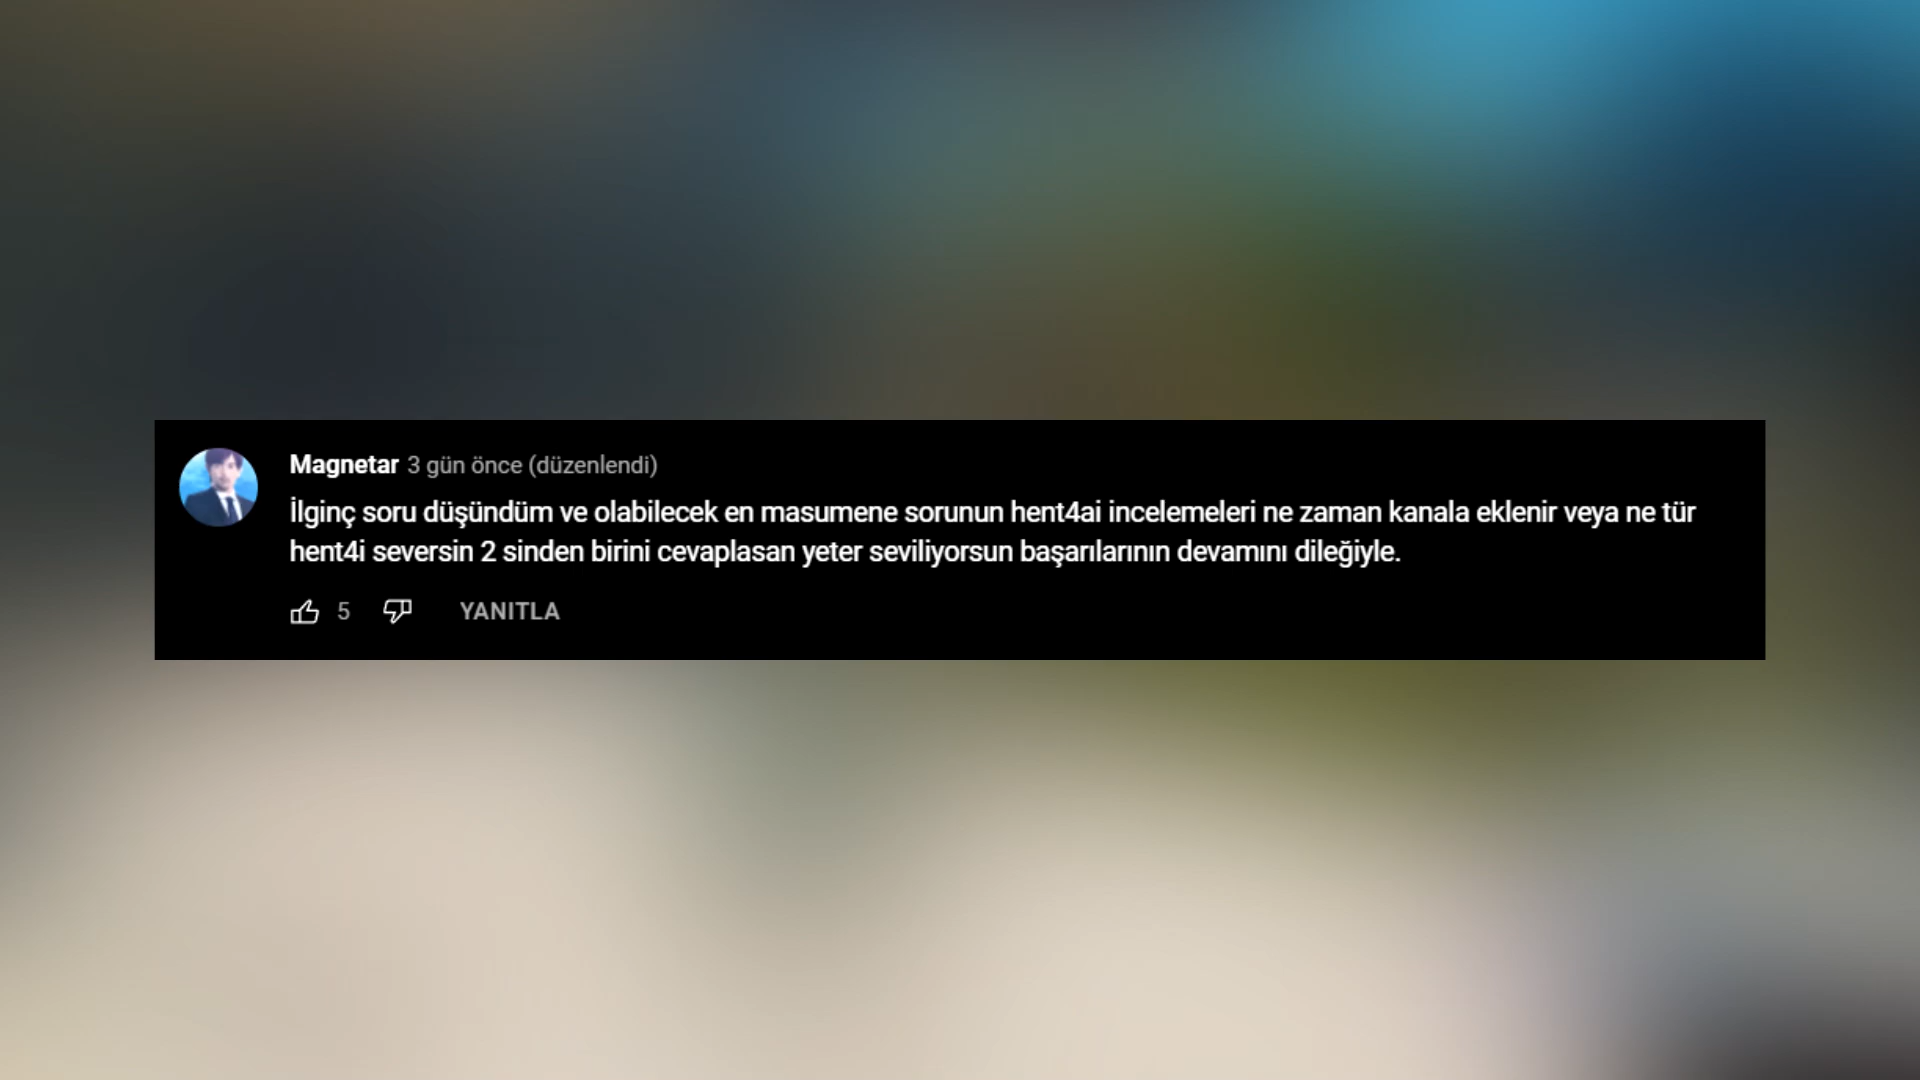 Magnetar 3 gün önce (düzenlendi)
İlginç soru düşündüm ve olabilecek en masumene sorunun hent4ai incelemeleri ne zaman kanala eklenir veya ne tür
hent4i seversin 2 sinden birini cevaplasan yeter seviliyorsun başarılarının devamını dileğiyle.
5 YANITLA